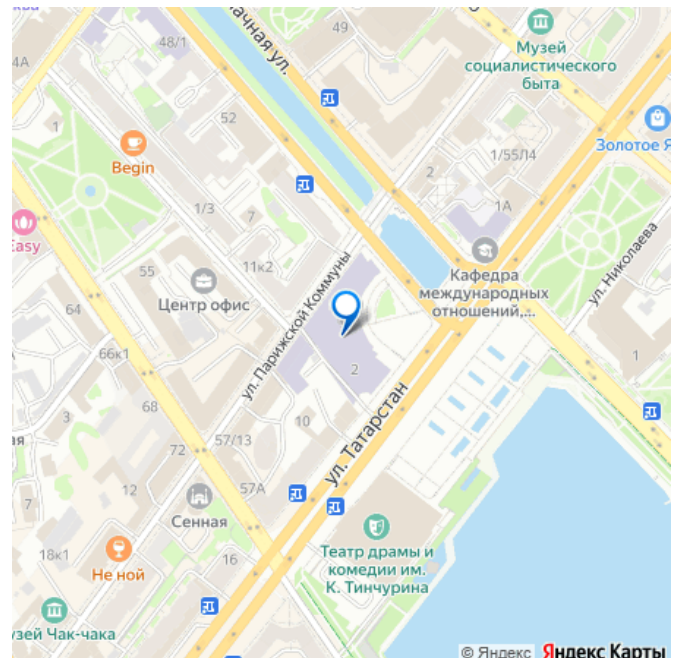 ква
48/1
ачная ул.
49
Музей
социалистического
быта
4А
1
52
Золотое Я
Begin
2
1/55/14
1/3
7
1А
ул. Николаева
Easy
55
11к2
ул. Парижской Коммуны
Кафедра
международных
отношений,...
Центр офис
64
66к1
1
2
3
68
ая
10
72
57/13
ул. Татарстан
12
57А
Сенная
18к1
16
Театр драмы и
комедии им.
К. Тинчурина
Не ной
узей Чак-чака
© Яндекс Яндекс Карты